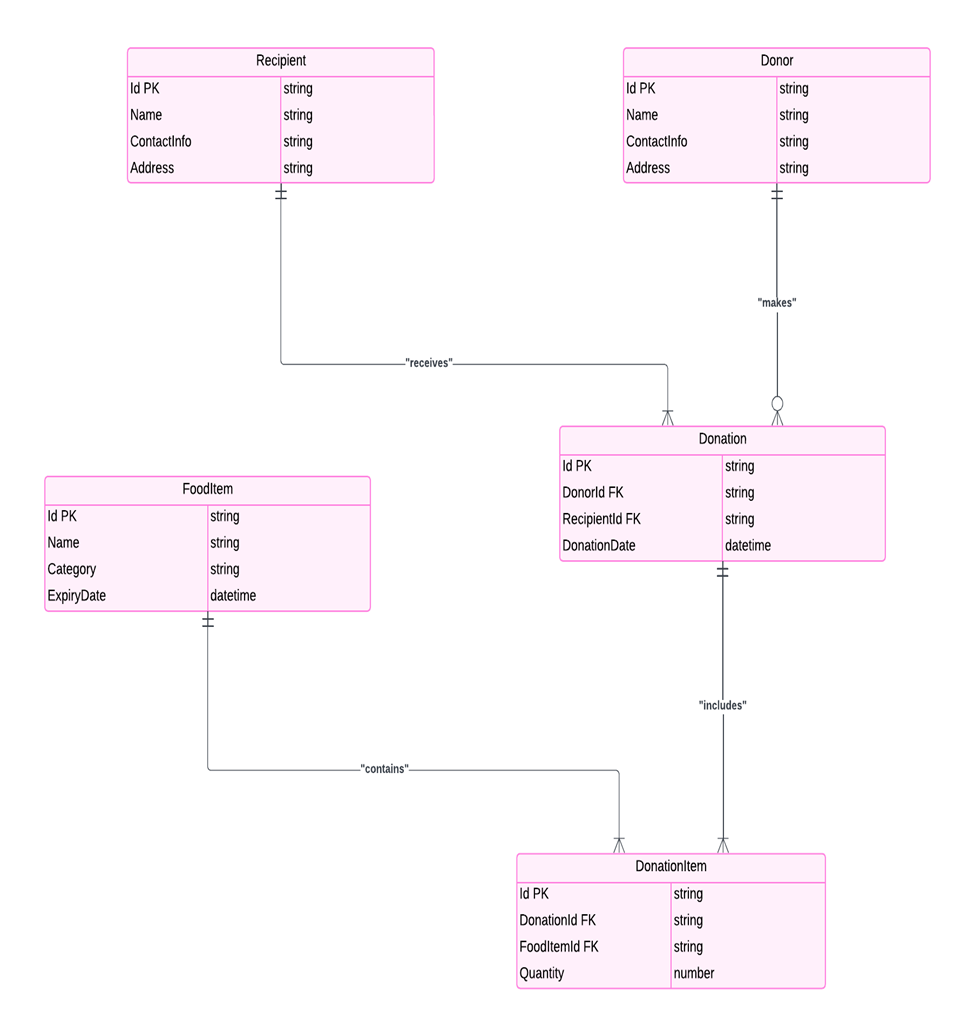 Recipient
Id PK string
Name string
ContactInfo string
Address string
Donor
Id PK string
Name string
ContactInfo string
Address string
"makes"
"receives"
Donation
Id PK string
DonorId FK string
RecipientId FK string
DonationDate datetime
FoodItem
Id PK string
Name string
Category string
ExpiryDate datetime
"includes"
"contains"
DonationItem
Id PK string
DonationId FK string
FoodItemId FK string
Quantity number